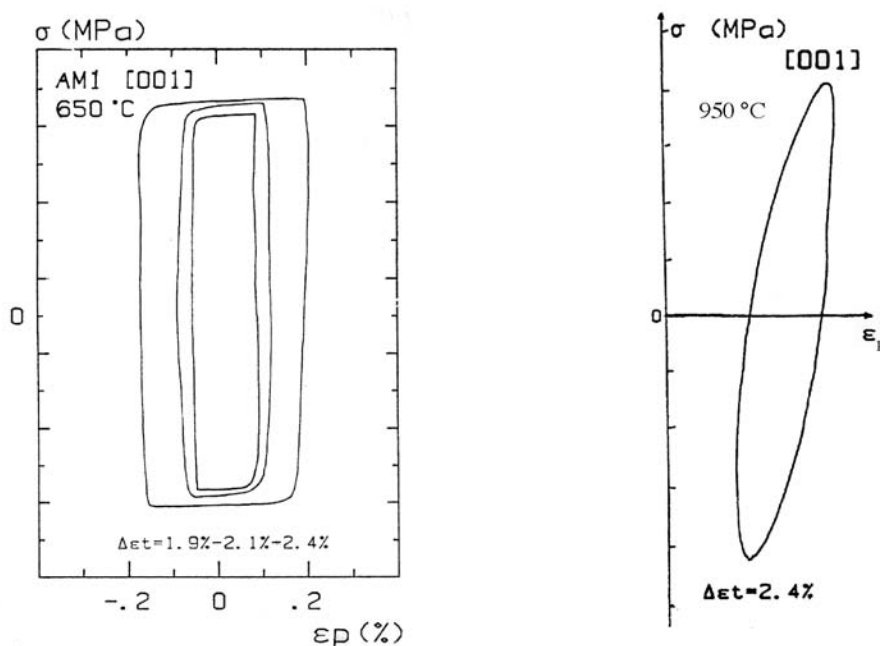 σ (MPa)
AM1 [001]
650 °C
0
Δεt=1.9%-2.1%-2.4%
-.2 0 .2
εp (%)
σ (MPa)
[001]
950 °C
0
ε
Δεt=2.4%